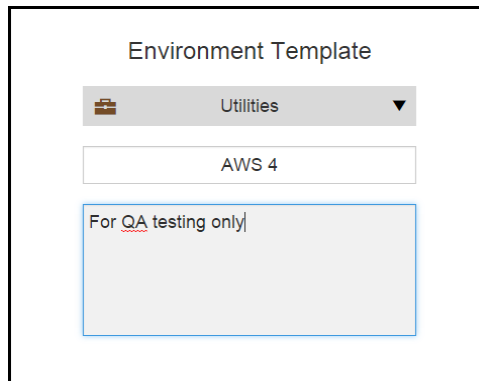 Environment Template
Utilities
AWS 4
For QA testing only